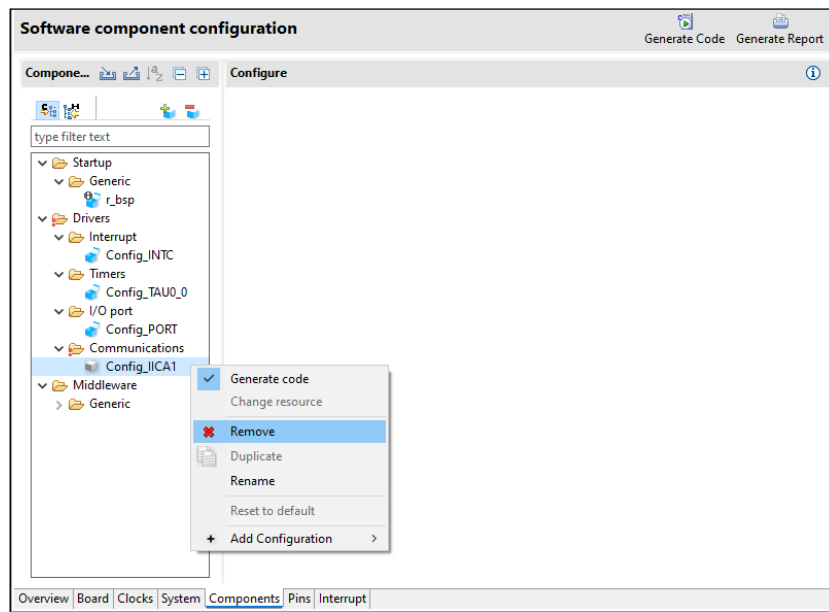 Software component configuration
Generate Code Generate Report
Compone...
Configure
type filter text
Startup
Generic
r_bsp
Drivers
Interrupt
Config_INTC
Timers
Config_TAU0_0
I/O port
Config_PORT
Communications
Config_IICA1
Middleware
Generic
Generate code
Change resource
Remove
Duplicate
Rename
Reset to default
Add Configuration
Overview Board Clocks System Components Pins Interrupt